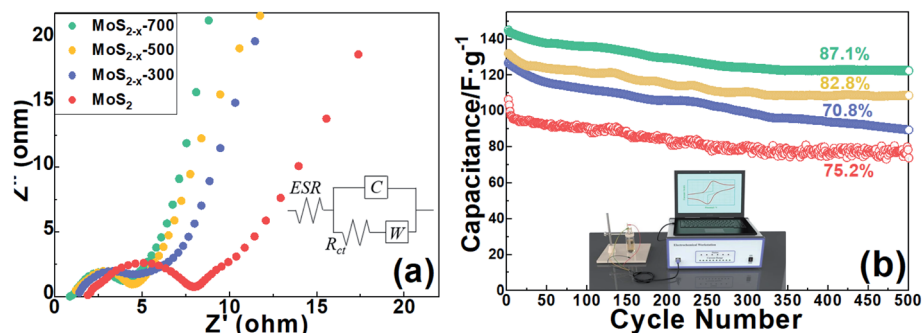 MoS2-x-700
MoS2-x-500
MoS2-x-300
MoS2
20
15
10
5
0
Z'' (ohm)
0
5
10
15
20
Z' (ohm)
ESR
C
Rct
W
(a)
160
140
120
100
80
60
40
20
0
Capacitance/F·g-1
87.1%
82.8%
70.8%
75.2%
0
50
100
150
200
250
300
350
400
450
500
Cycle Number
(b)